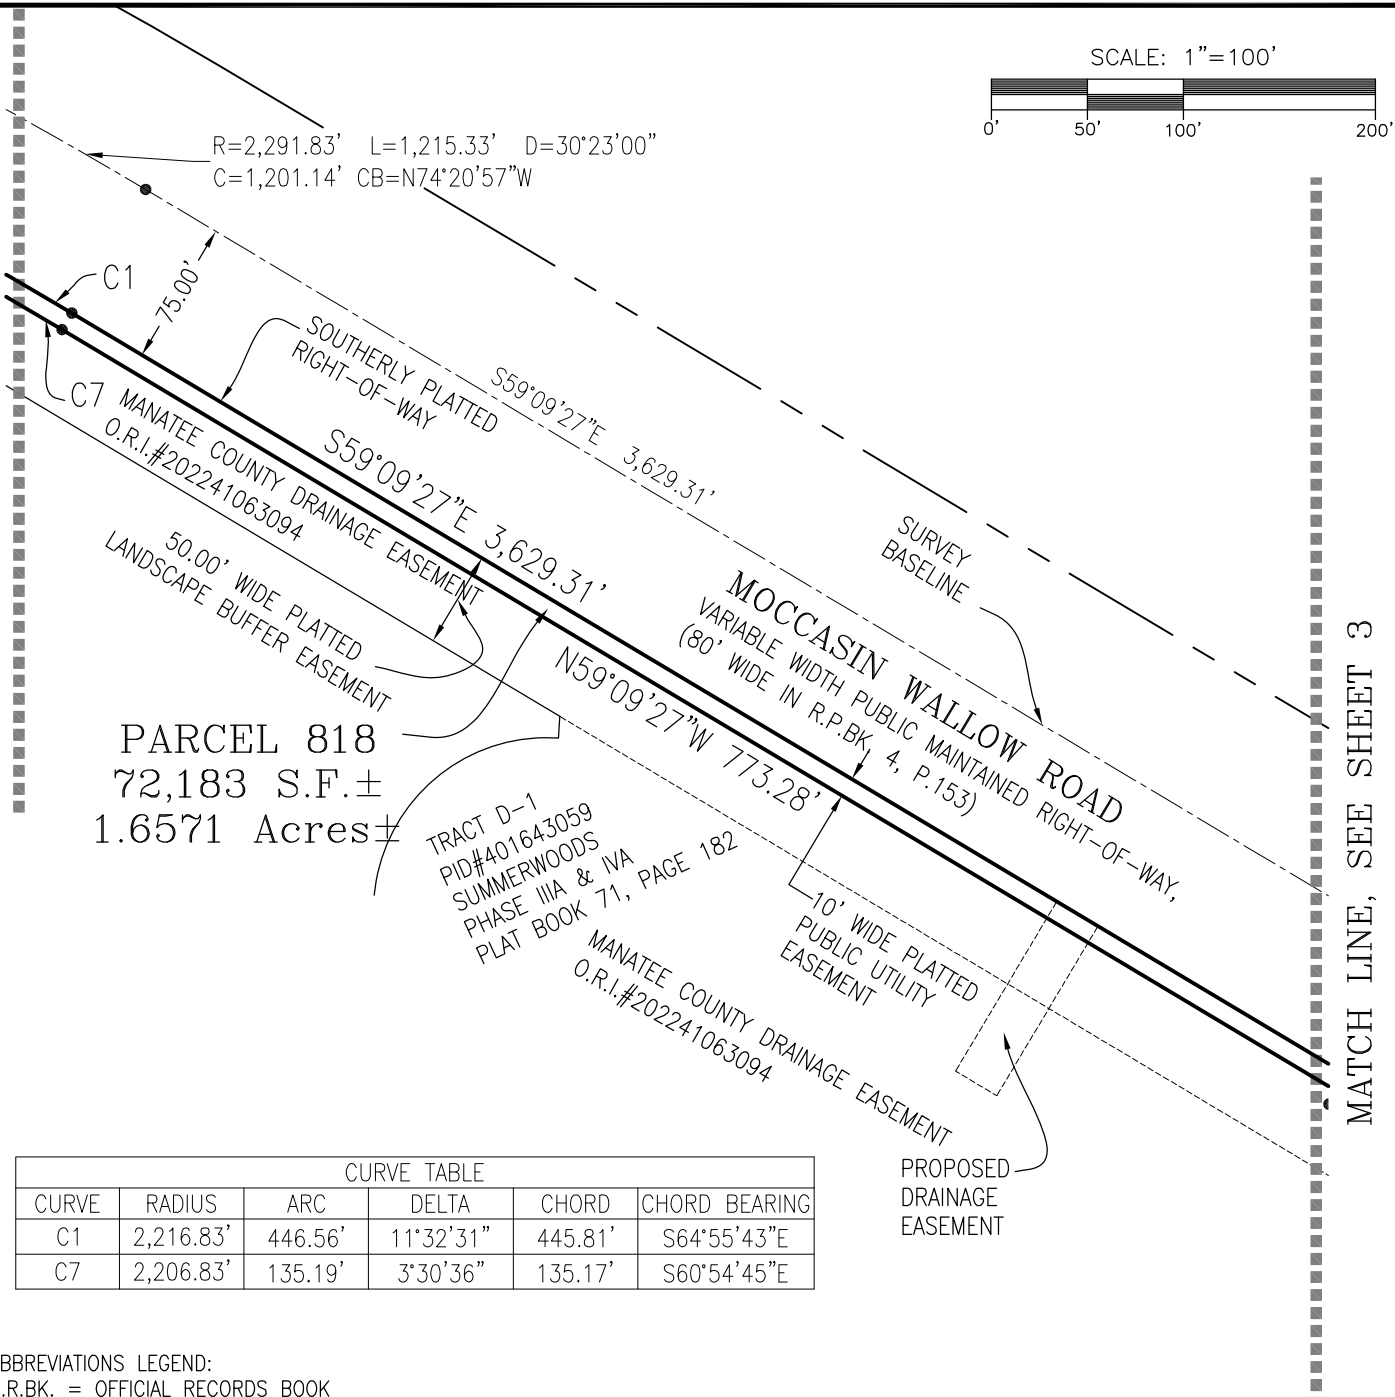 SCALE: 1"=100'
0' 50' 100' 200'
R=2,291.83' L=1,215.33' D=30°23'00"
C=1,201.14' CB=N74°20'57"W
C1
75.00'
SOUTHERLY PLATTED
RIGHT-OF-WAY
S59°09'27"E 3,629.31'
C7
MANATEE COUNTY DRAINAGE EASEMENT
O.R.I.#202241063094
S59°09'27"E 3,629.31'
50.00' WIDE PLATTED
LANDSCAPE BUFFER EASEMENT
SURVEY
BASELINE
MOCCASIN WALLOW ROAD
VARIABLE WIDTH PUBLIC MAINTAINED RIGHT-OF-WAY,
(80' WIDE IN R.P.BK, 4, P.153)
N59°09'27"W 773.28'
PARCEL 818
72,183 S.F.±
1.6571 Acres±
TRACT D-1
PID#401643059
SUMMERWOODS
PHASE IIIA & IVA
PLAT BOOK 71, PAGE 182
10' WIDE PLATTED
PUBLIC UTILITY
EASEMENT
MANATEE COUNTY DRAINAGE EASEMENT
O.R.I.#202241063094
PROPOSED
DRAINAGE
EASEMENT
MATCH LINE, SEE SHEET 3
CURVE TABLE
CURVE RADIUS ARC DELTA CHORD CHORD BEARING
C1 2,216.83' 446.56' 11°32'31" 445.81' S64°55'43"E
C7 2,206.83' 135.19' 3°30'36" 135.17' S60°54'45"E
BBREVIATIONS LEGEND:
.R.BK. = OFFICIAL RECORDS BOOK